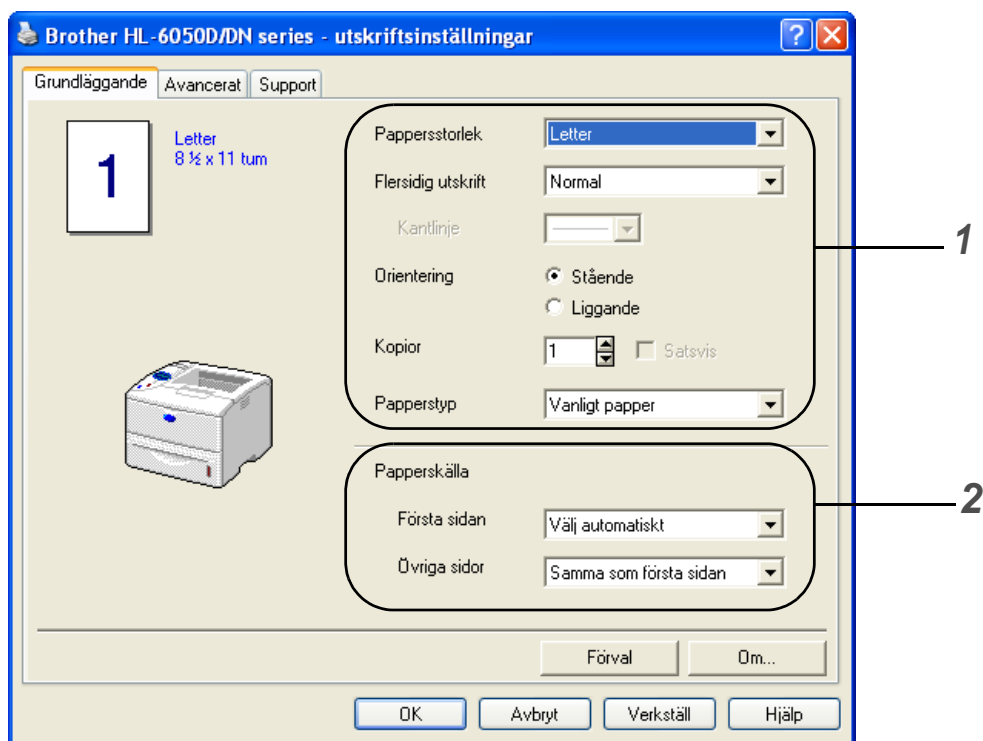 Brother HL-6050D/DN series - utskriftsinställningar
Grundläggande Avancerat Support
1
Letter
8 ½ x 11 tum
Pappersstorlek Letter
Flersidig utskrift Normal
Kantlinje
Orientering Stående
Liggande
Kopior 1 Satsvis
Papperstyp Vanligt papper
1
Papperskälla
Första sidan Välj automatiskt
Övriga sidor Samma som första sidan
2
Förval Om...
OK Avbryt Verkställ Hjälp